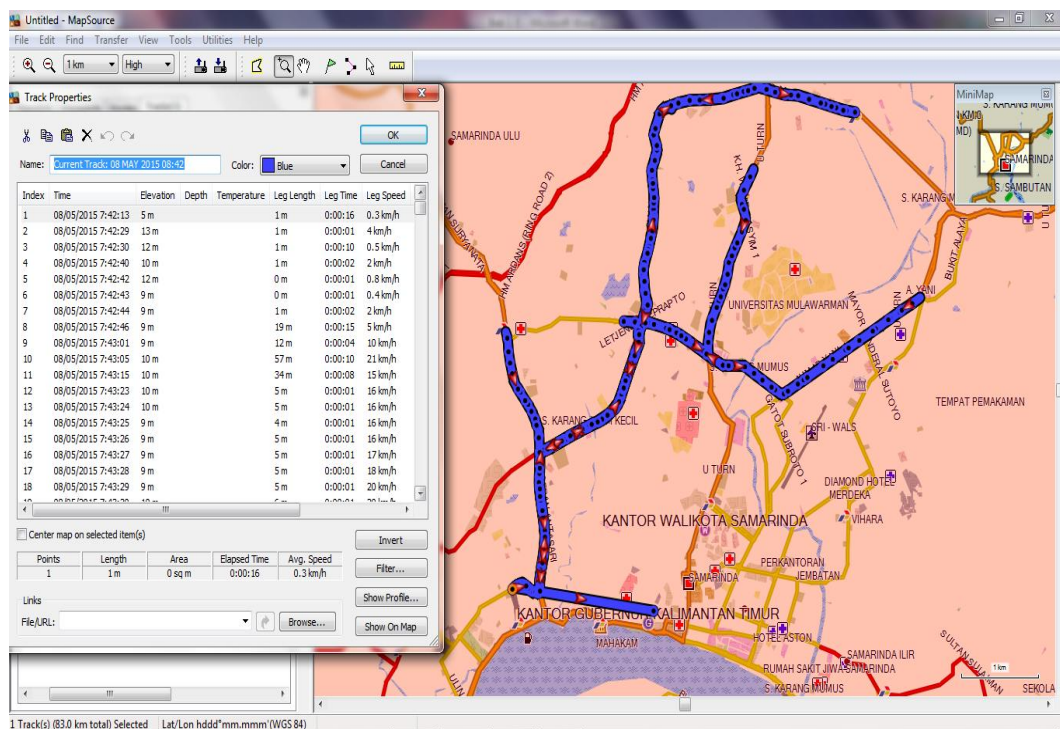 Untitled - MapSource
File Edit Find Transfer View Tools Utilities Help
1 km High
Track Properties
OK
Name: Current Track: 08 MAY 2015 08:42 Color: Blue Cancel
Index Time Elevation Depth Temperature Leg Length Leg Time Leg Speed
1 08/05/2015 7:42:13 5 m 1 m 0:00:16 0.3 km/h
2 08/05/2015 7:42:29 13 m 1 m 0:00:01 4 km/h
3 08/05/2015 7:42:30 12 m 1 m 0:00:10 0.5 km/h
4 08/05/2015 7:42:40 10 m 1 m 0:00:02 2 km/h
5 08/05/2015 7:42:42 12 m 0 m 0:00:01 0.8 km/h
6 08/05/2015 7:42:43 9 m 0 m 0:00:01 0.4 km/h
7 08/05/2015 7:42:44 9 m 1 m 0:00:02 2 km/h
8 08/05/2015 7:42:46 9 m 19 m 0:00:15 5 km/h
9 08/05/2015 7:43:01 9 m 12 m 0:00:04 10 km/h
10 08/05/2015 7:43:05 10 m 57 m 0:00:10 21 km/h
11 08/05/2015 7:43:15 10 m 34 m 0:00:08 15 km/h
12 08/05/2015 7:43:23 10 m 5 m 0:00:01 16 km/h
13 08/05/2015 7:43:24 10 m 5 m 0:00:01 16 km/h
14 08/05/2015 7:43:25 9 m 4 m 0:00:01 16 km/h
15 08/05/2015 7:43:26 9 m 5 m 0:00:01 16 km/h
16 08/05/2015 7:43:27 9 m 5 m 0:00:01 17 km/h
17 08/05/2015 7:43:28 9 m 5 m 0:00:01 18 km/h
18 08/05/2015 7:43:29 9 m 5 m 0:00:01 20 km/h
Center map on selected item(s)
Invert
Points Length Area Elapsed Time Avg. Speed
1 1 m 0 sq m 0:00:16 0.3 km/h
Filter...
Links
Show Profile...
File/URL: Browse... Show On Map
SAMARINDA ULU
HM ARDANS (RING ROAD 2)
U TURN
UNIVERSITAS MULAWARMAN
BUKIT ALAYA
A. YANI
TEMPAT PEMAKAMAN
GATOT SUBROTO 1
SRI - WALS
U TURN
DIAMOND HOTEL
MERDEKA
KANTOR WALIKOTA SAMARINDA
VIHARA
PERKANTORAN
JEMBATAN
SAMARINDA
KANTOR GUBERNUR KALIMANTAN TIMUR
MAHAKAM
HOTEL ASTON
SAMARINDA ILIR
RUMAH SAKIT JIWA SAMARINDA
S. KARANG MUMUS
SEKOLA
1 km
MiniMap
S. KARANG MUM
SAMARINDA
S. SAMBUTAN
1 Track(s) (83.0 km total) Selected Lat/Lon hddd°mm.mmm'(WGS 84)